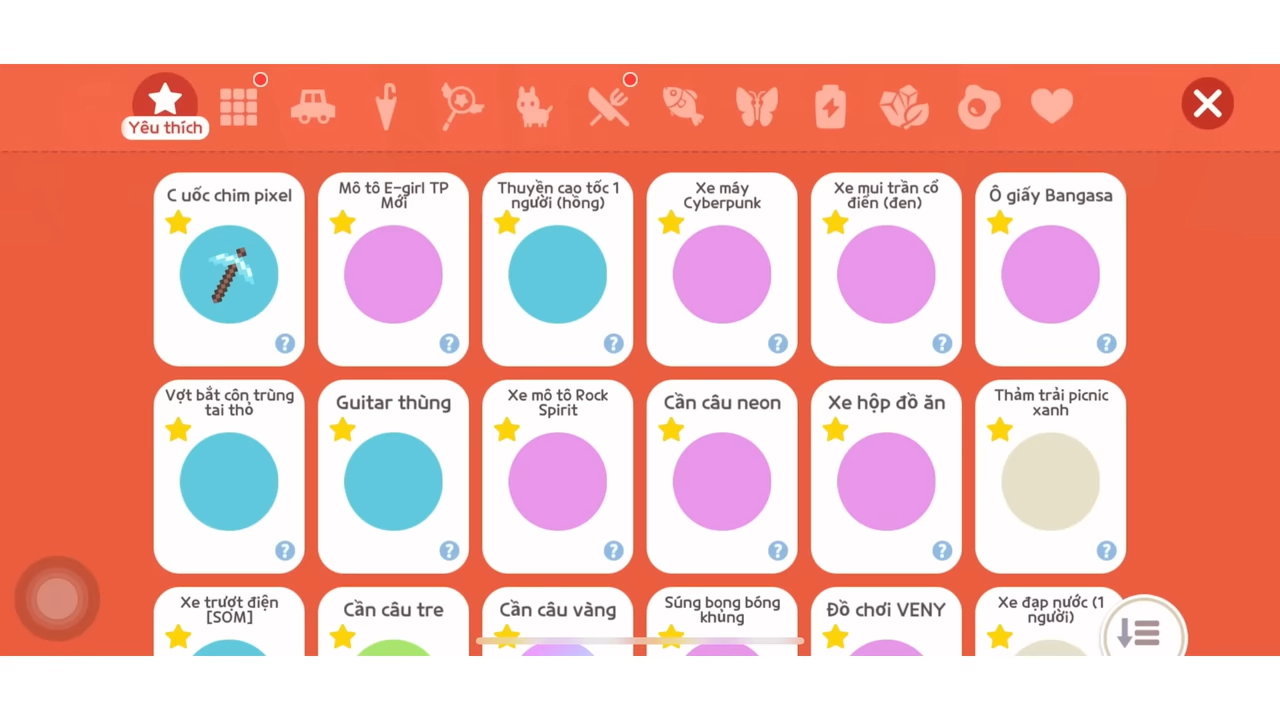 Yêu thích
C uốc chim pixel
Mô tô E-girl TP
Mới
Thuyền cao tốc 1
người (hồng)
Xe máy
Cyberpunk
Xe mui trần cổ
điển (đen)
Ô giấy Bangasa
Vợt bắt côn trùng
tai thỏ
Guitar thùng
Xe mô tô Rock
Spirit
Cần câu neon
Xe hộp đồ ăn
Thảm trải picnic
xanh
Xe trượt điện
[SOM]
Cần câu tre
Cần câu vàng
Súng bong bóng
khủng
Đồ chơi VENY
Xe đạp nước (1
người)